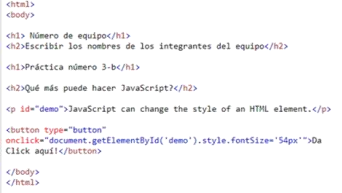 <html>
<body>
<h1> Número de equipo</h1>
<h2>Escribir los nombres de los integrantes del equipo</h2>
<h1>Práctica número 3-b</h1>
<h2>Qué más puede hacer JavaScript?</h2>
<p id="demo">JavaScript can change the style of an HTML element.</p>
<button type="button"
onclick="document.getElementById('demo').style.fontSize='54px'">Da
Click aquí!</button>
</body>
</html>